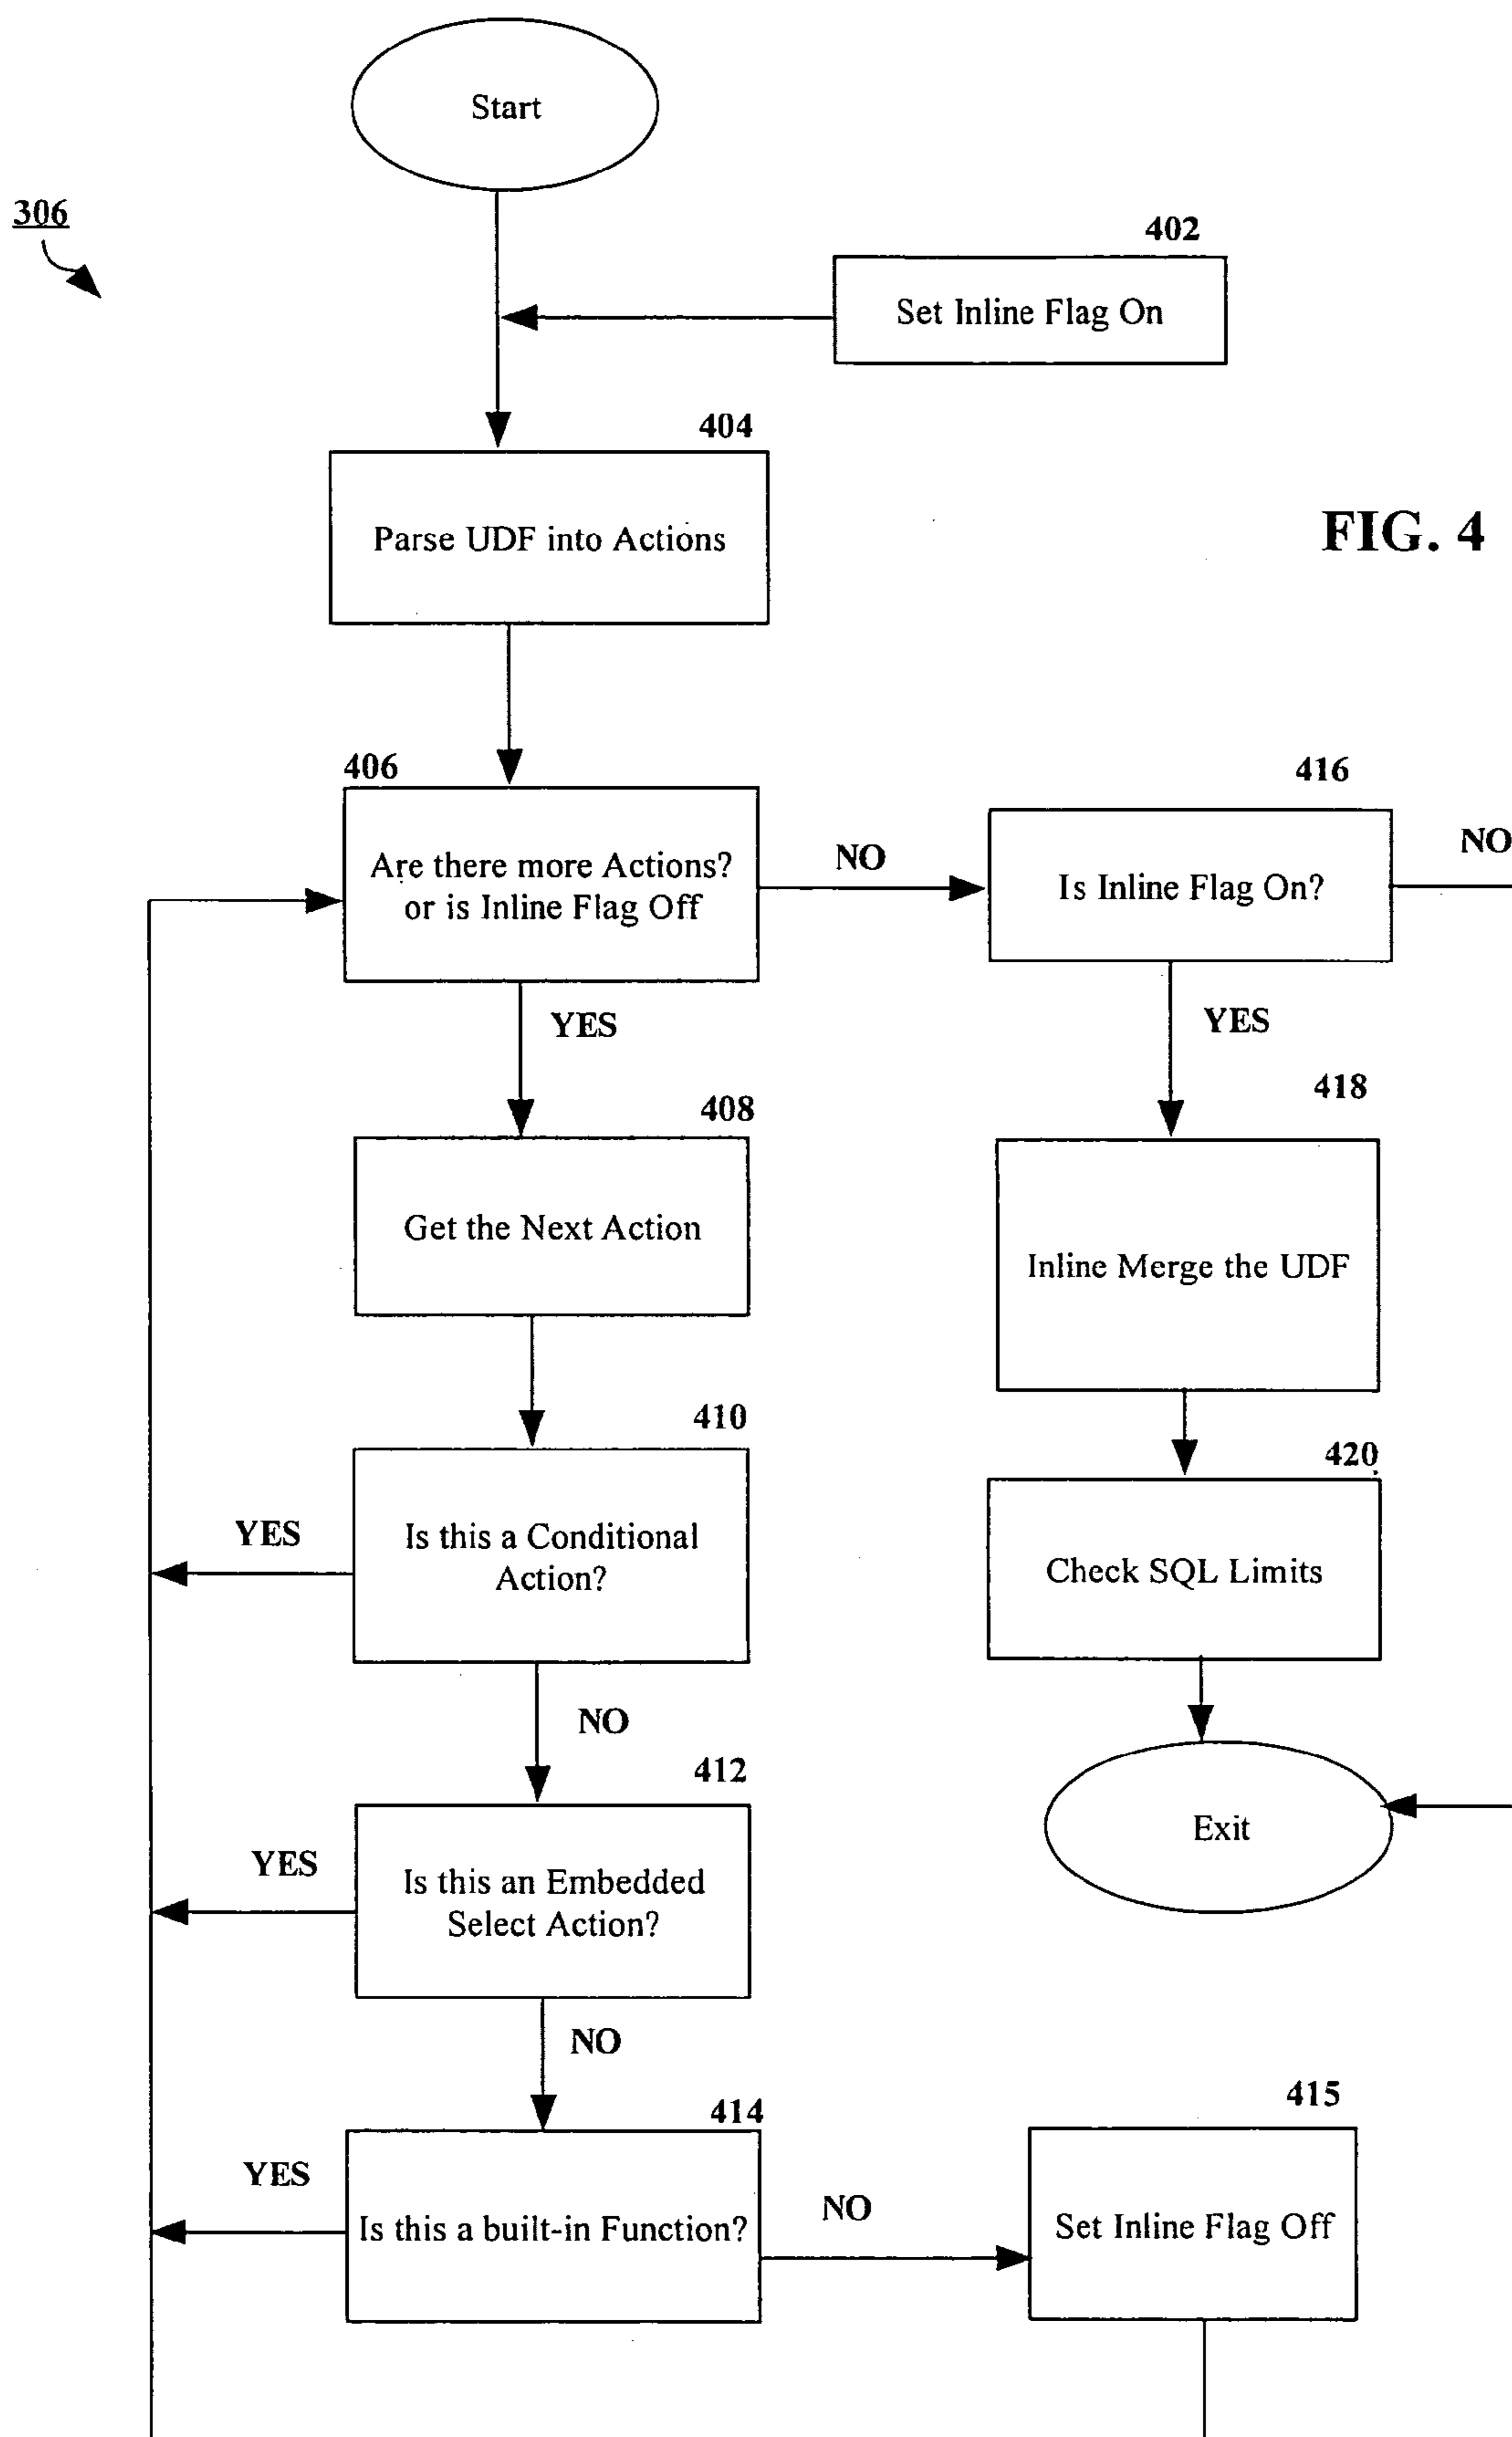 Start
306
402
Set Inline Flag On
404
Parse UDF into Actions
FIG. 4
406
Are there more Actions?
or is Inline Flag Off
NO
416
Is Inline Flag On?
NO
YES
YES
408
Get the Next Action
418
Inline Merge the UDF
410
Is this a Conditional
Action?
YES
NO
420
Check SQL Limits
412
Is this an Embedded
Select Action?
YES
NO
Exit
414
Is this a built-in Function?
YES
NO
415
Set Inline Flag Off